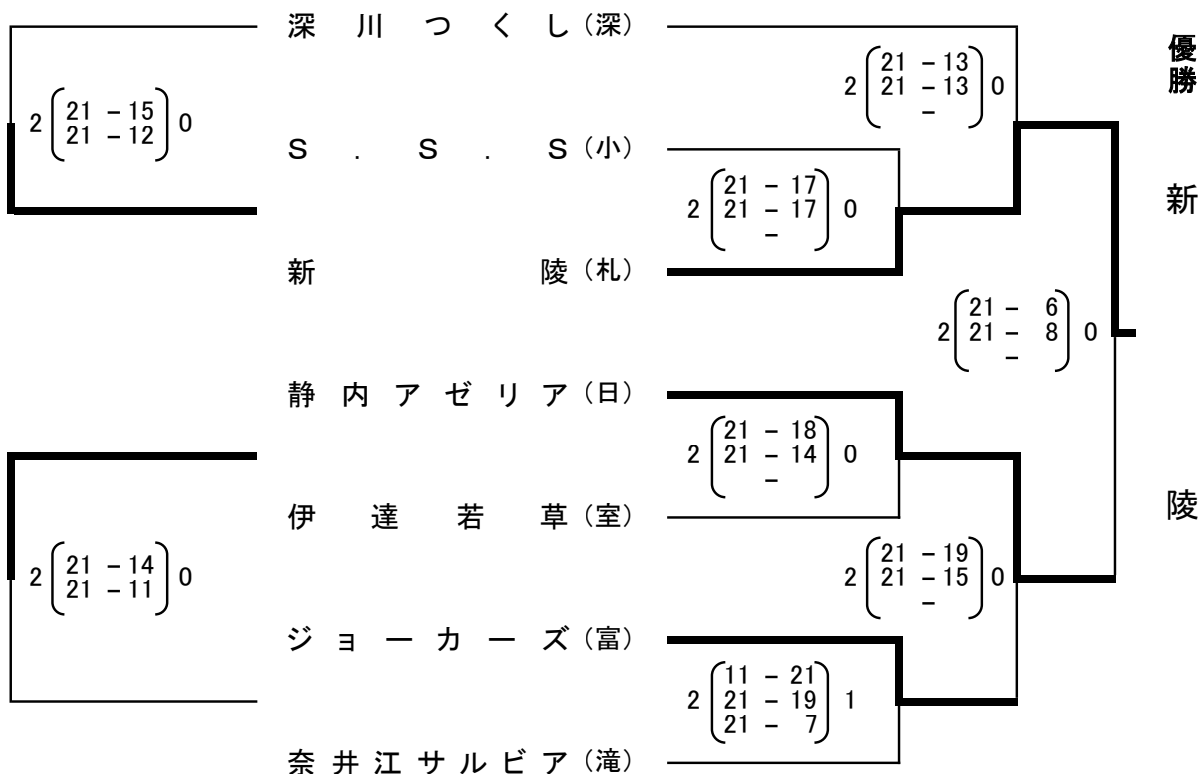 深川つくし（深）
優勝
21 － 13
2 21 － 13 0
－
21 － 15
2 21 － 12 0
S . S . S（小）
21 － 17
2 21 － 17 0
－
新陵
新陵（札）
21 － 6
2 21 － 8 0
－
静内アゼリア（日）
21 － 18
2 21 － 14 0
－
伊達若草（室）
21 － 14
2 21 － 11 0
21 － 19
2 21 － 15 0
－
ジョーカーズ（富）
11 － 21
2 21 － 19 1
21 － 7
奈井江サルビア（滝）